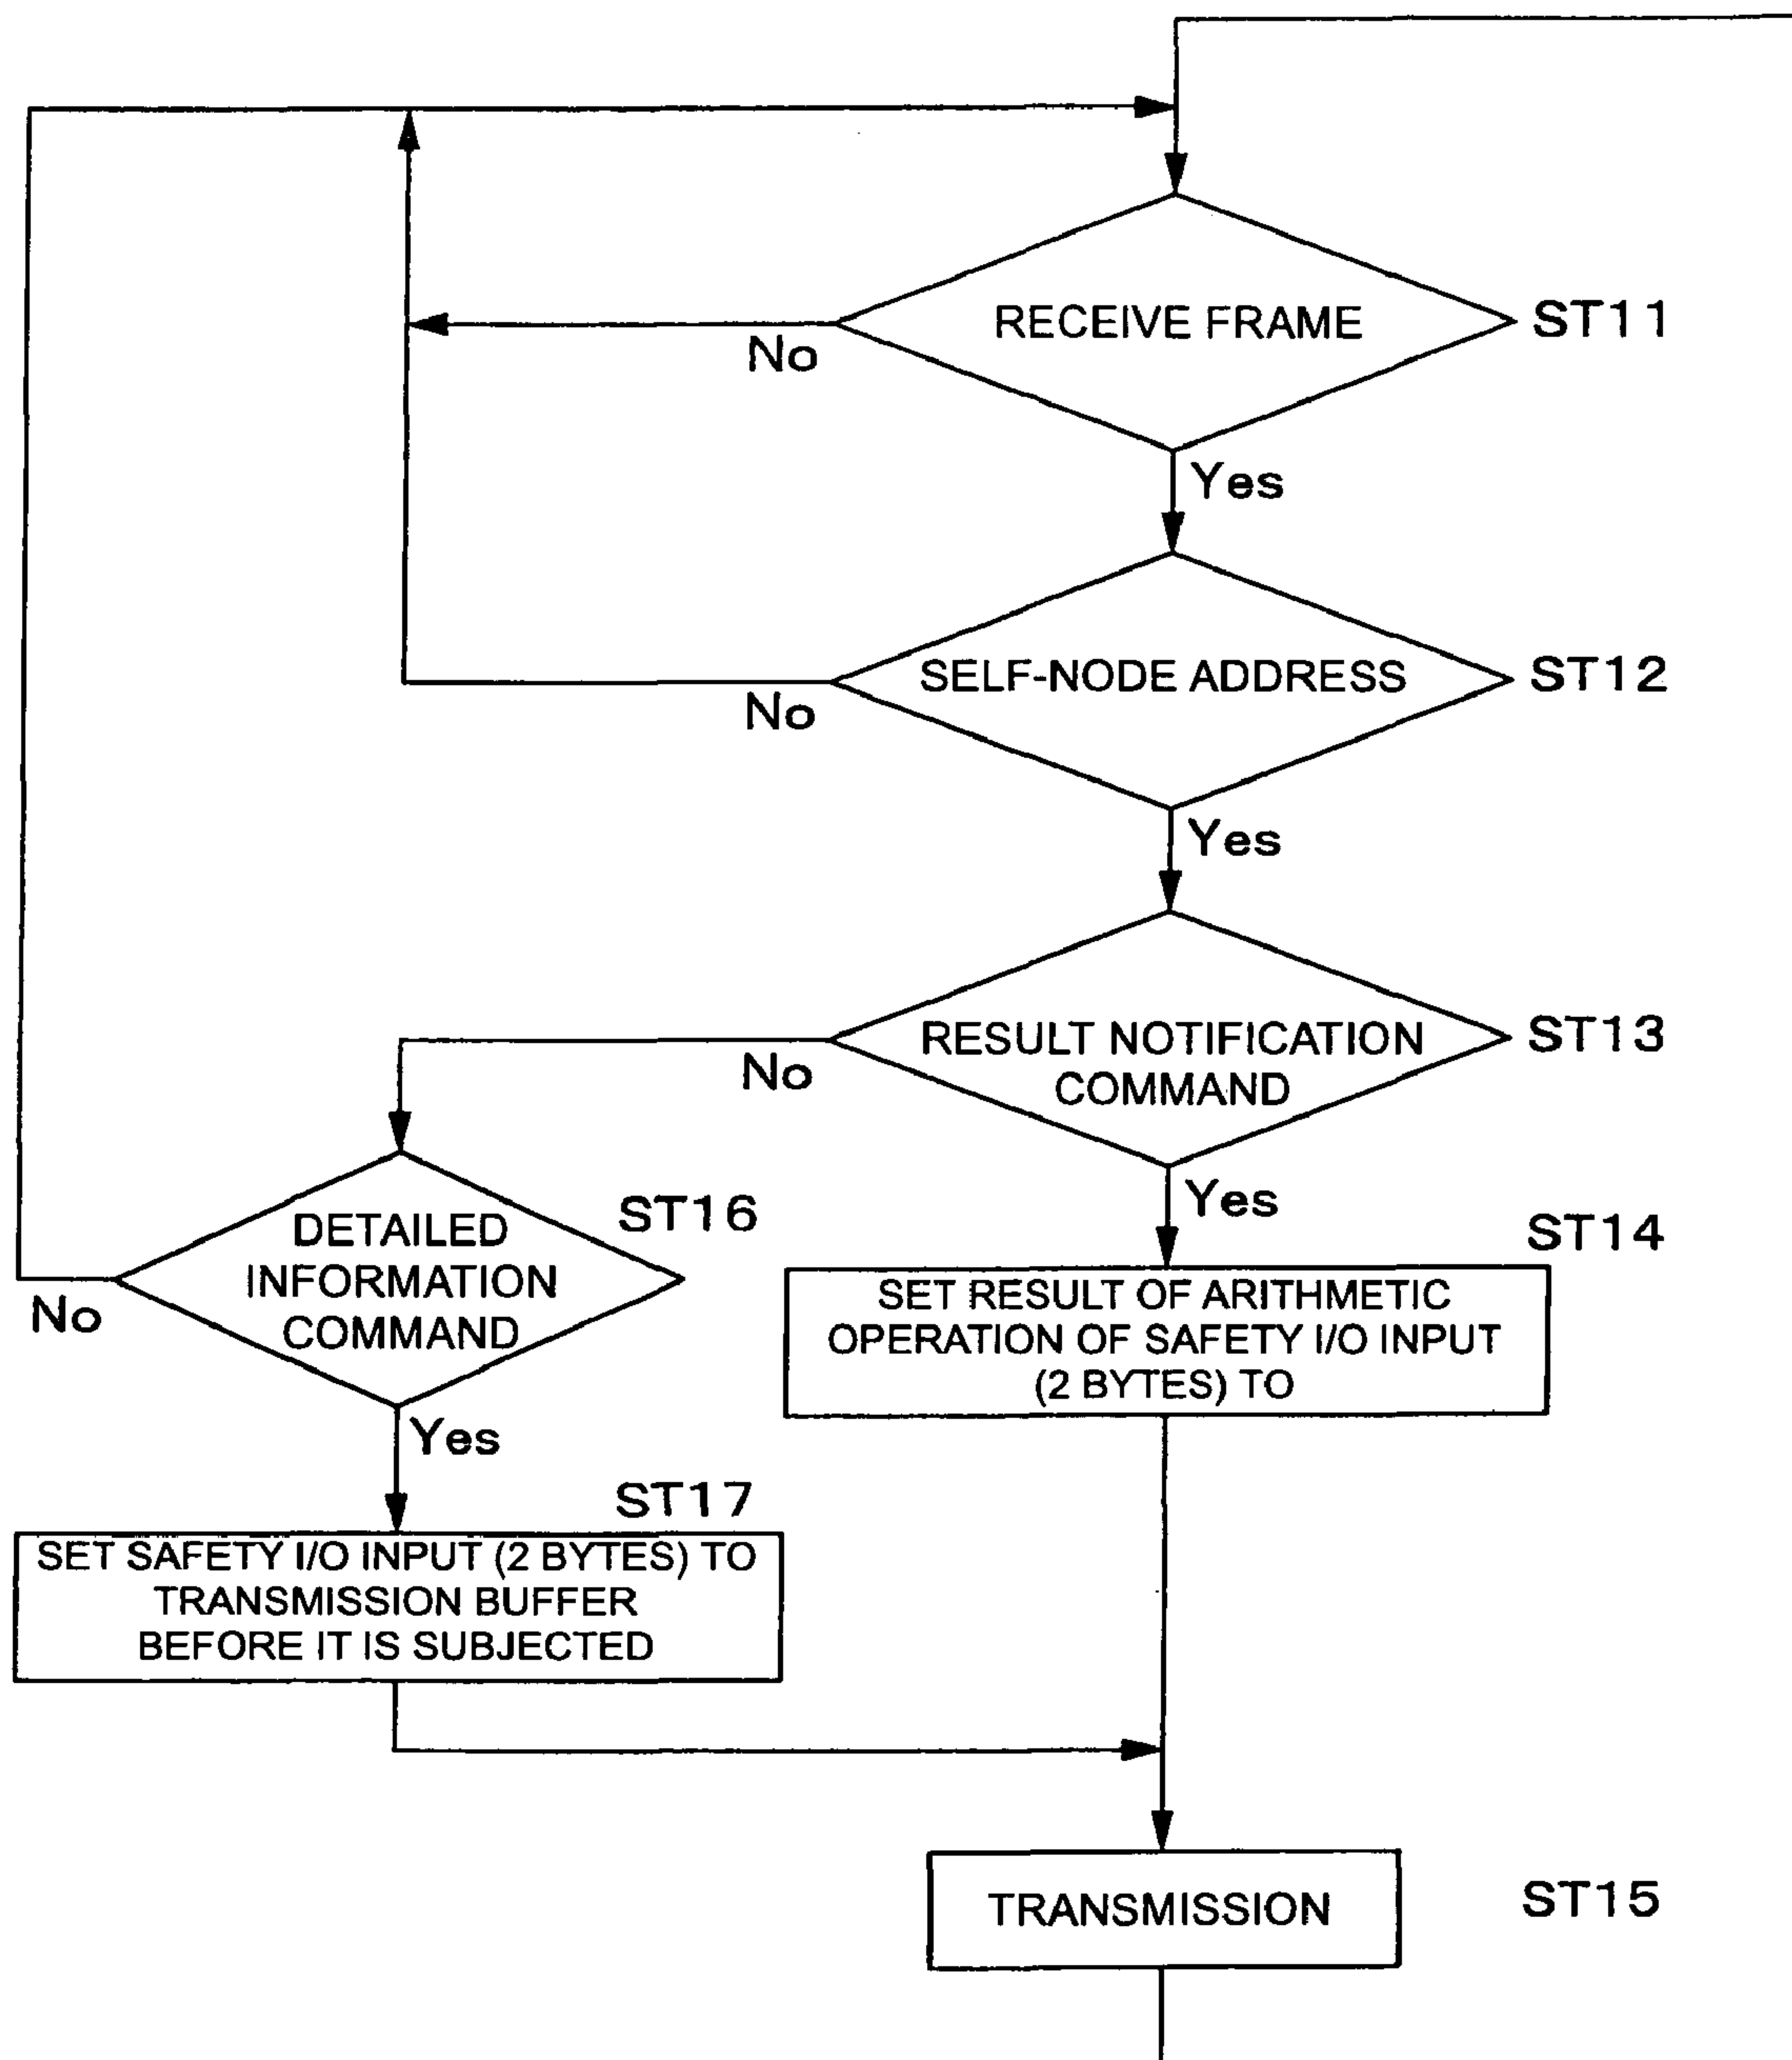 RECEIVE FRAME
ST11
No
Yes
SELF-NODE ADDRESS
ST12
No
Yes
RESULT NOTIFICATION
COMMAND
ST13
No
Yes
ST16
DETAILED
INFORMATION
COMMAND
No
Yes
ST14
SET RESULT OF ARITHMETIC
OPERATION OF SAFETY I/O INPUT
(2 BYTES) TO
ST17
SET SAFETY I/O INPUT (2 BYTES) TO
TRANSMISSION BUFFER
BEFORE IT IS SUBJECTED
TRANSMISSION
ST15